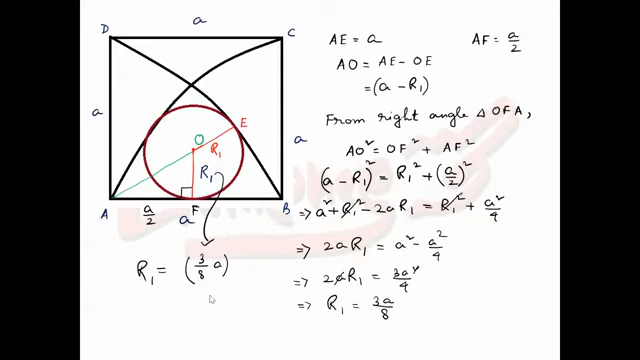 a
D
C
AE = a
AF = a/2
AO = AE - OE
= (a - R₁)
a
a
E
O
R₁
R₁
From right angle Δ OFA,
AO² = OF² + AF²
(a - R₁)² = R₁² + (a/2)²
A
a/2
F
a
B
=> a² + R₁² - 2aR₁ = R₁² + a²/4
=> 2aR₁ = a² - a²/4
R₁ = (3/8 a)
=> 2aR₁ = 3a²/4
=> R₁ = 3a/8